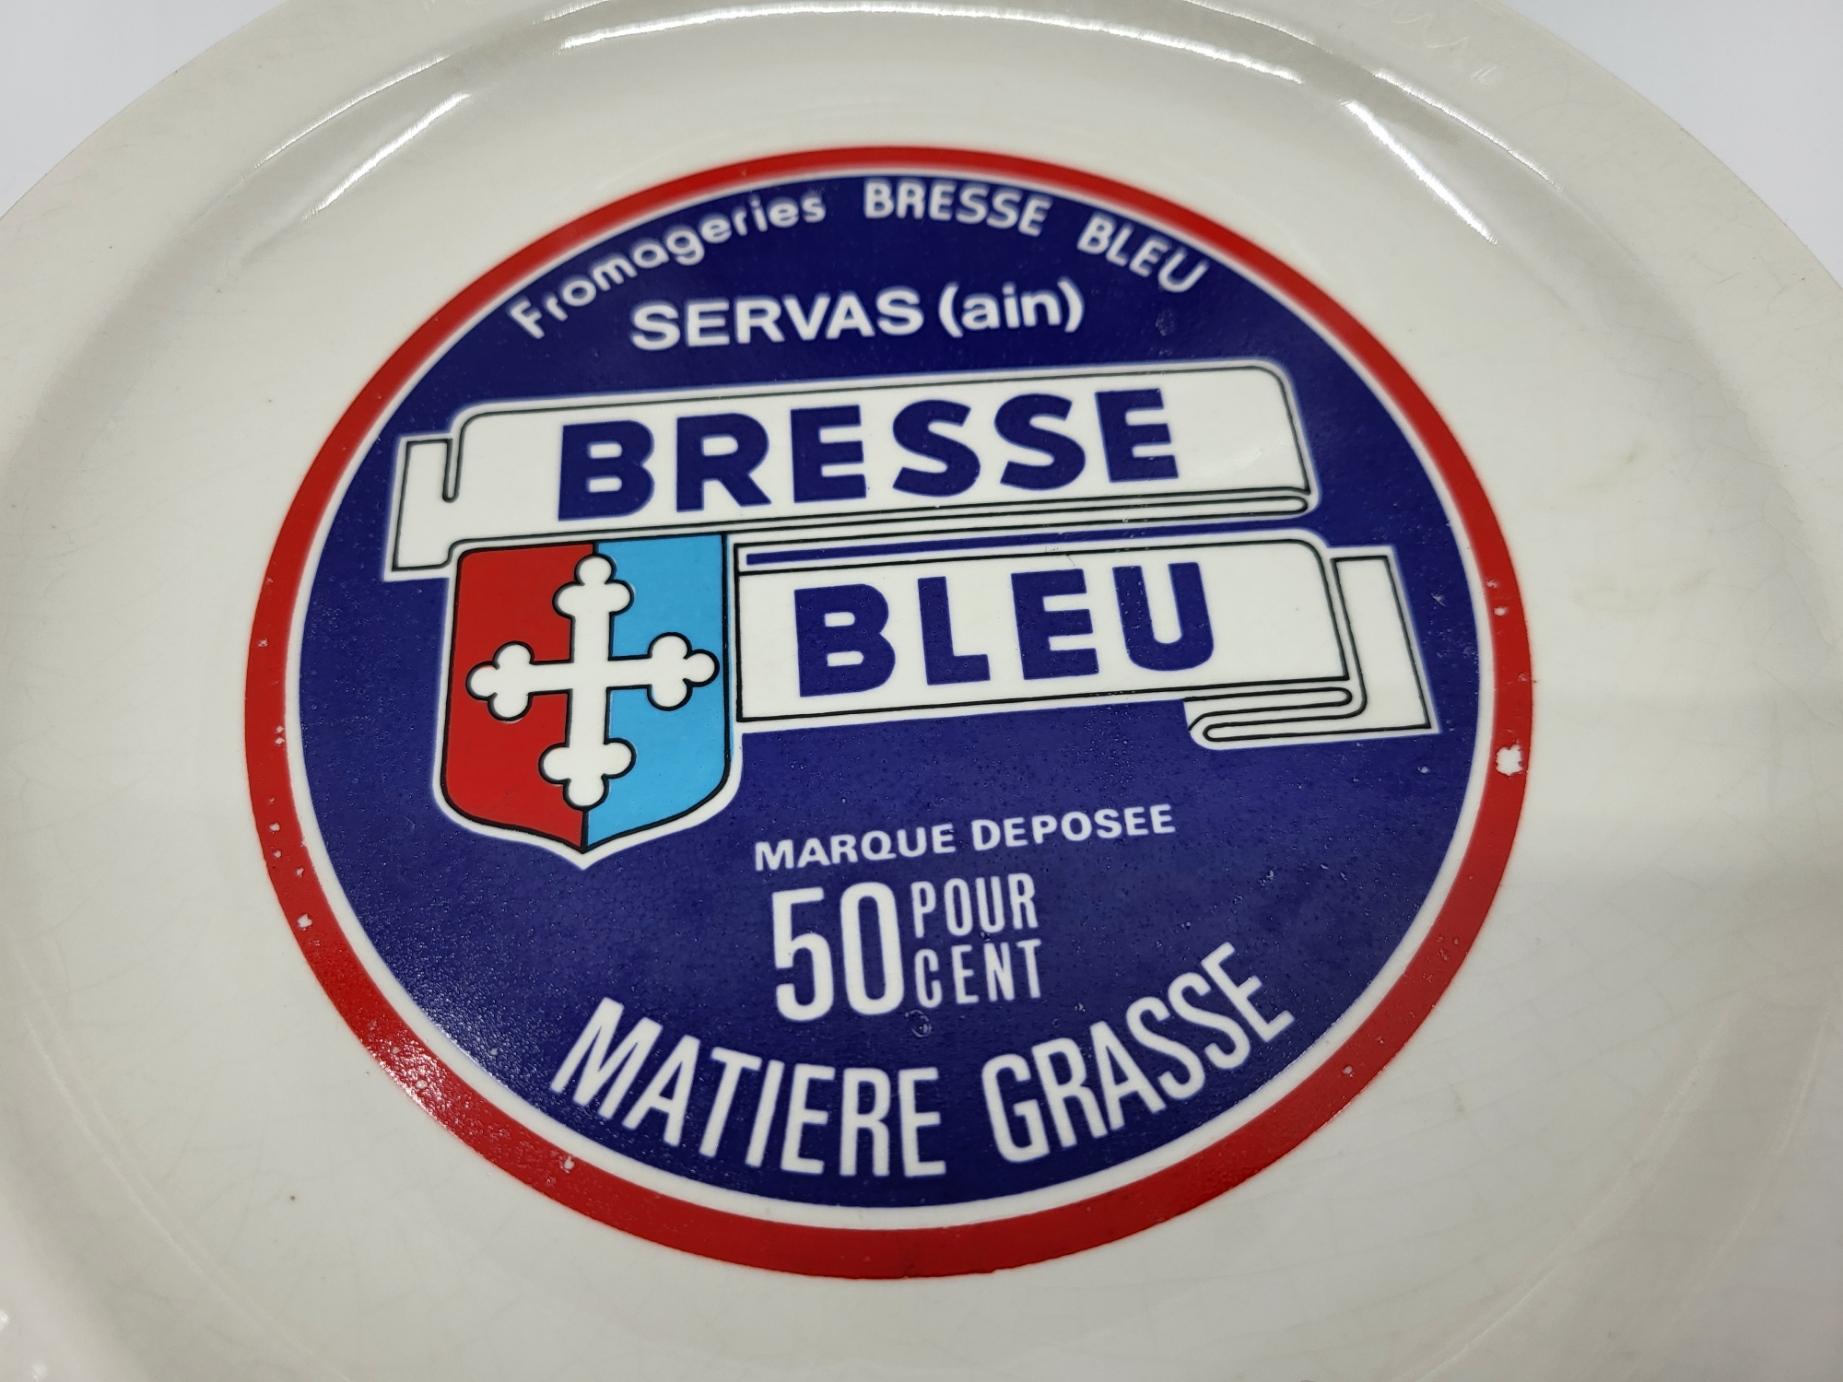 Fromageries BRESSE BLEU
SERVAS (ain)
BRESSE
BLEU
MARQUE DEPOSEE
50 POUR
CENT
MATIERE GRASSE